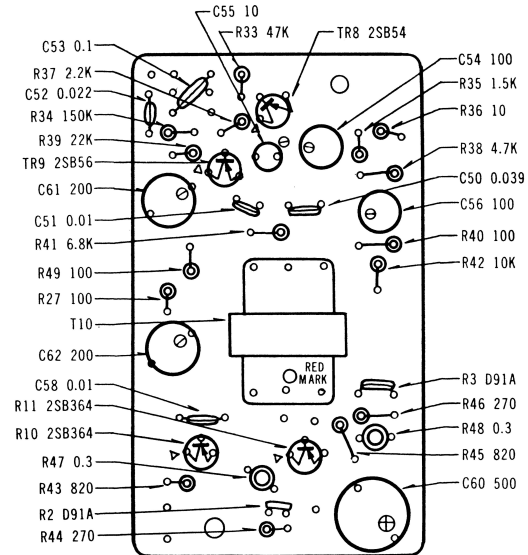 C55 10
R33 47K
TR8 2SB54
C53 0.1
R37 2.2K
C52 0.022
R34 150K
R39 22K
TR9 2SB56
C61 200
C51 0.01
R41 6.8K
R49 100
R27 100
T10
C62 200
C58 0.01
R11 2SB364
R10 2SB364
R47 0.3
R43 820
R2 D91A
R44 270
C54 100
R35 1.5K
R36 10
R38 4.7K
C50 0.039
C56 100
R40 100
R42 10K
RED
MARK
R3 D91A
R46 270
R48 0.3
R45 820
C60 500